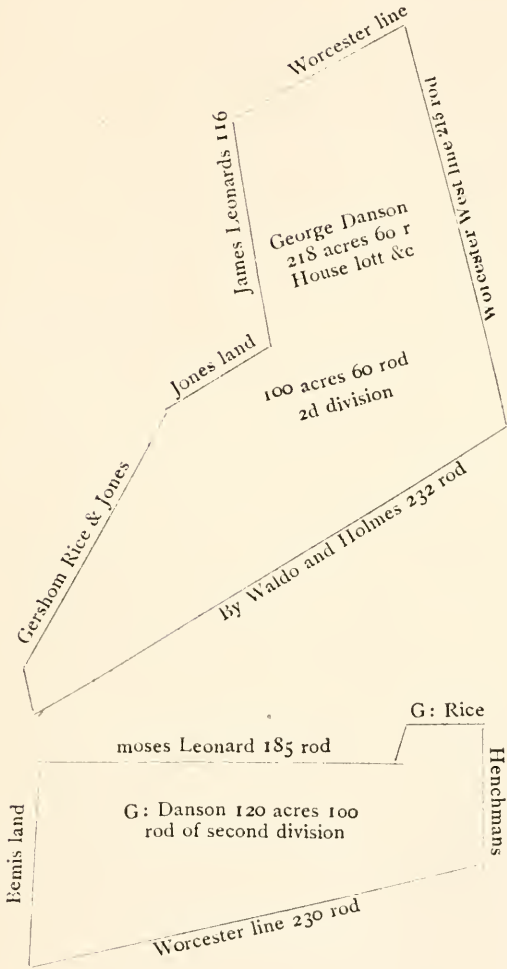 Worcester line
James Leonards 116
Worcester West line 215 rod
George Danson
218 acres 60 r
House lott &c
Jones land
100 acres 60 rod
2d division
Gershom Rice & Jones
By Waldo and Holmes 232 rod
G: Rice
moses Leonard 185 rod
Henchmans
Bemis land
G: Danson 120 acres 100
rod of second division
Worcester line 230 rod